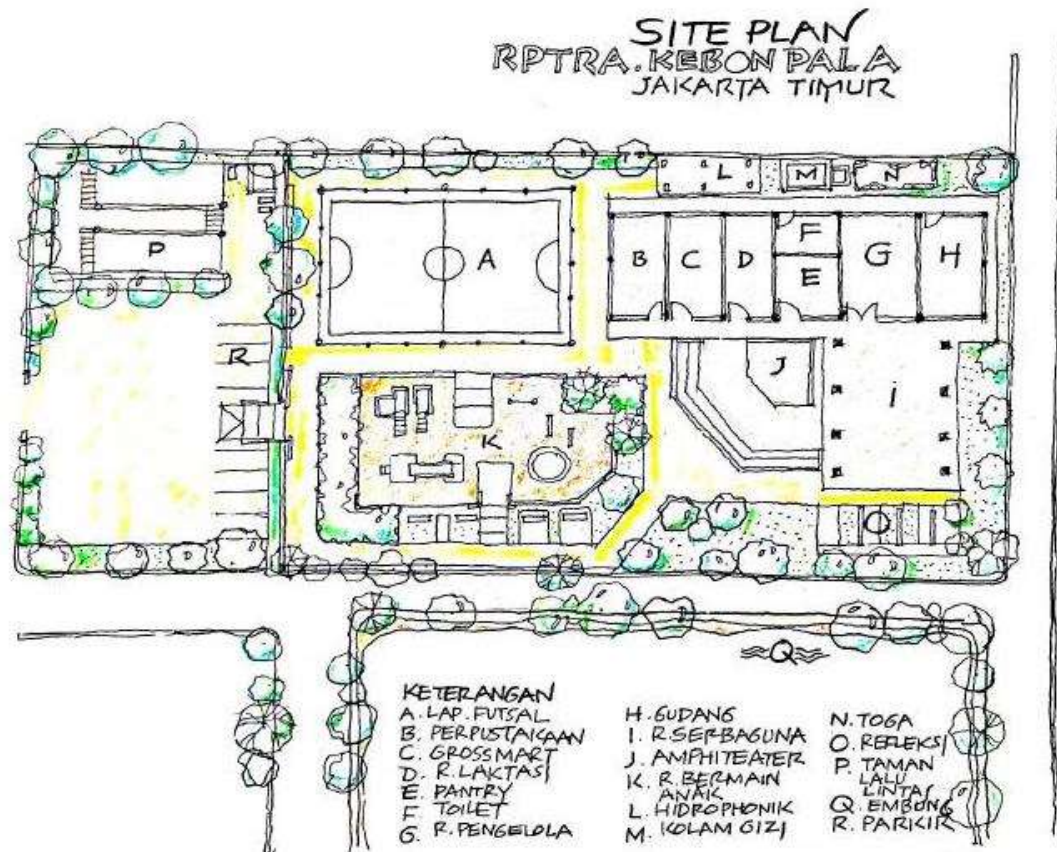 SITE PLAN
RPTRA. KEBON PALA
JAKARTA TIMUR
L
M
N
P
A
B
C
D
F
E
G
H
R
J
I
K
O
Q
KETERANGAN
A. LAP. FUTSAL
B. PERPUSTAKAAN
C. GROSSMART
D. R. LAKTASI
E. PANTRY
F. TOILET
G. R. PENGELOLA
H. GUDANG
I. R. SERBAGUNA
J. AMPHITEATER
K. R. BERMAIN
ANAK
L. HIDROPHONIK
M. KOLAM GIZI
N. TOGA
O. REFLEKSI
P. TAMAN
LALU
LINTAS
Q. EMBUNG
R. PARKIR